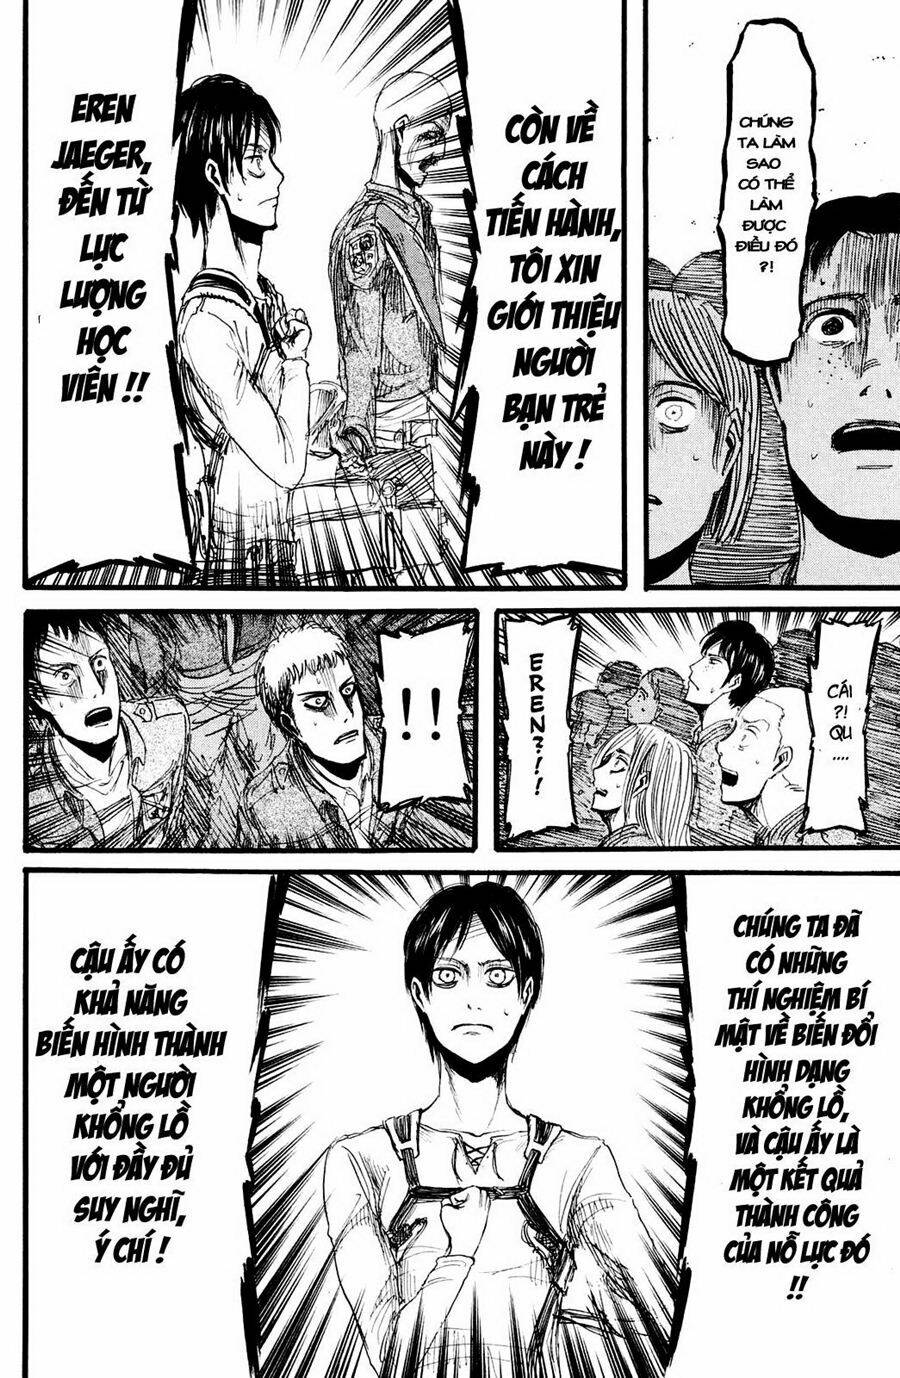 CHÚNG
TA LÀM
SAO
CÓ THỂ
LÀM
ĐƯỢC
ĐIỀU ĐÓ
?!
CÒN VỀ
CÁCH
TIẾN HÀNH,
TÔI XIN
GIỚI THIỆU
NGƯỜI
BẠN TRẺ
NÀY !
EREN
JAEGER,
ĐẾN TỪ
LỰC
LƯỢNG
HỌC
VIÊN !!
CÁI
?!
QU
....
EREN?!!
!!
CHÚNG TA ĐÃ
CÓ NHỮNG
THÍ NGHIỆM BÍ
MẬT VỀ BIẾN ĐỔI
HÌNH DẠNG
KHỔNG LỒ,
VÀ CẬU ẤY LÀ
MỘT KẾT QUẢ
THÀNH CÔNG
CỦA NỖ LỰC ĐÓ
!!
CẬU ẤY CÓ
KHẢ NĂNG
BIẾN HÌNH THÀNH
MỘT NGƯỜI
KHỔNG LỒ
VỚI ĐẦY ĐỦ
SUY NGHĨ,
Ý CHÍ !